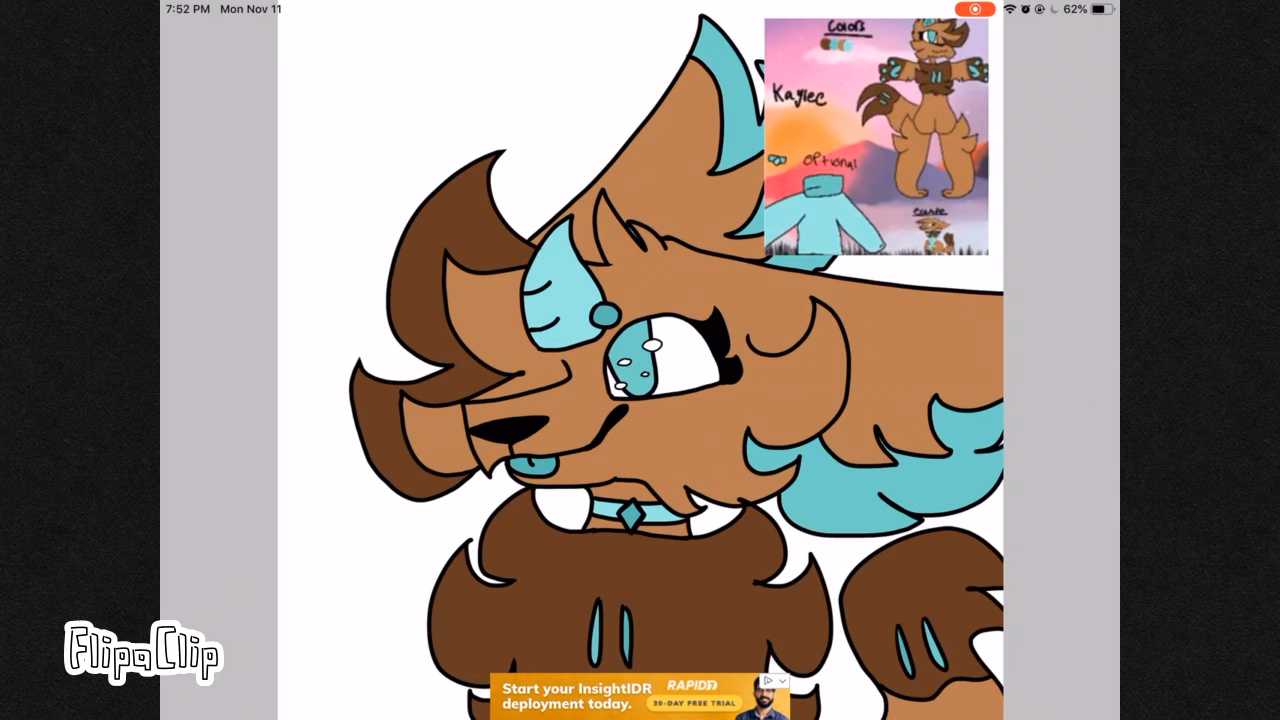 7:52 PM Mon Nov 11
62%
Colors
Kaylec
Optional
FlipaClip
Start your InsightIDR
deployment today.
RAPID7
30-DAY FREE TRIAL